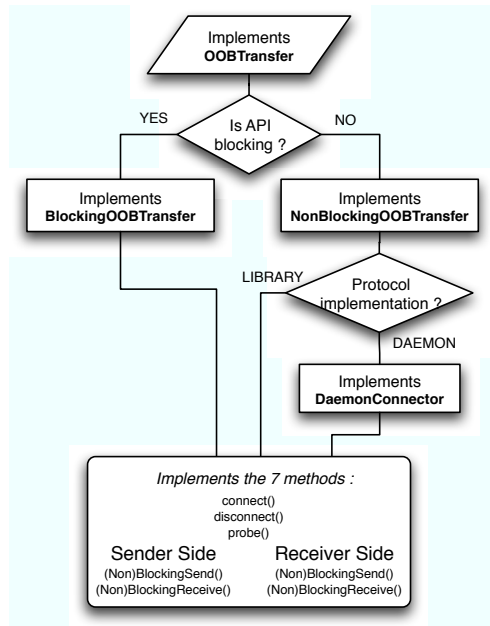 Implements
OOBTransfer
YES
Is API
blocking ?
NO
Implements
BlockingOOBTransfer
Implements
NonBlockingOOBTransfer
LIBRARY
Protocol
implementation ?
DAEMON
Implements
DaemonConnector
Implements the 7 methods :
connect()
disconnect()
probe()
Sender Side
(Non)BlockingSend()
(Non)BlockingReceive()
Receiver Side
(Non)BlockingSend()
(Non)BlockingReceive()